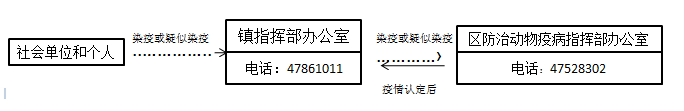 社会单位和个人
染疫或疑似染疫
镇指挥部办公室
电话：47861011
染疫或疑似染疫
疫情认定后
区防治动物疫病指挥部办公室
电话：47528302